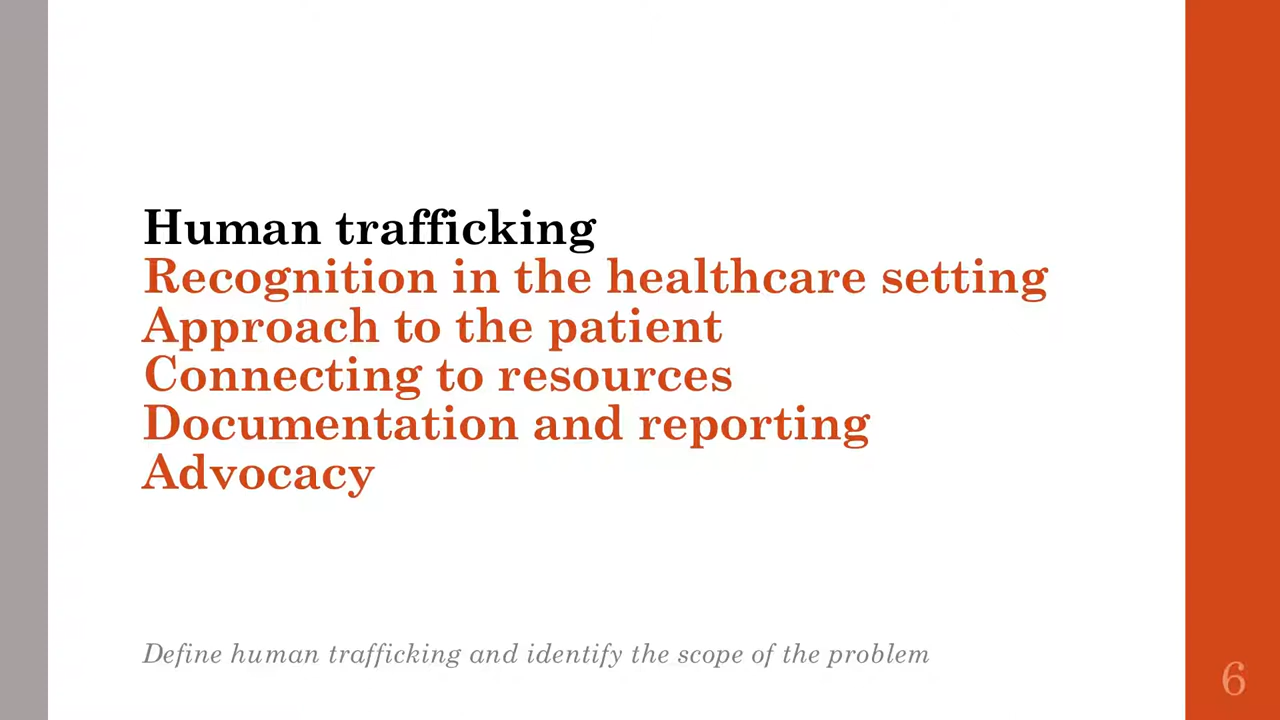 Human trafficking
Recognition in the healthcare setting
Approach to the patient
Connecting to resources
Documentation and reporting
Advocacy
Define human trafficking and identify the scope of the problem
6